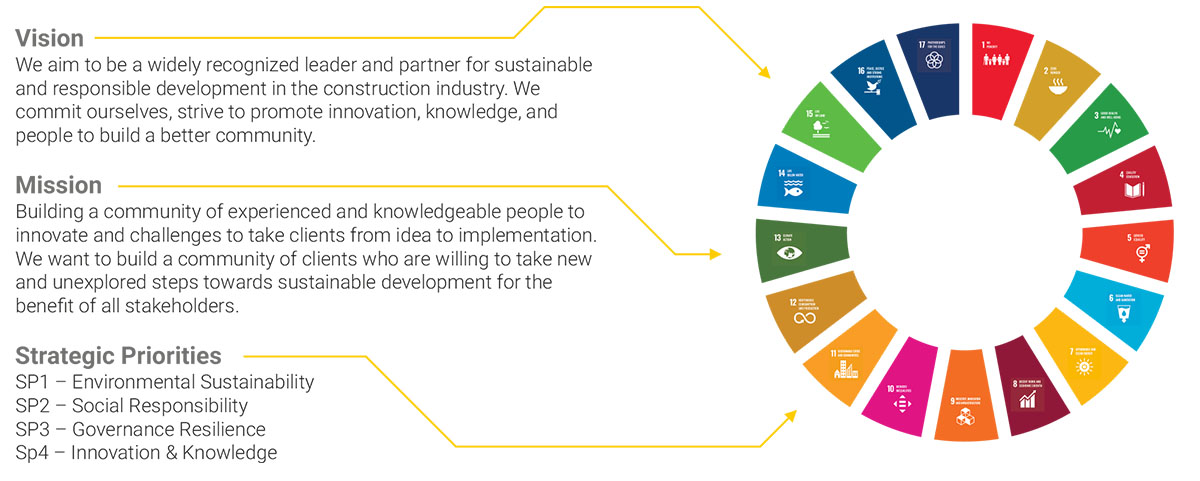 Vision
We aim to be a widely recognized leader and partner for sustainable
and responsible development in the construction industry. We
commit ourselves, strive to promote innovation, knowledge, and
people to build a better community.
Mission
Building a community of experienced and knowledgeable people to
innovate and challenges to take clients from idea to implementation.
We want to build a community of clients who are willing to take new
and unexplored steps towards sustainable development for the
benefit of all stakeholders.
Strategic Priorities
SP1 – Environmental Sustainability
SP2 – Social Responsibility
SP3 – Governance Resilience
Sp4 – Innovation & Knowledge
1 NO
POVERTY
2 ZERO
HUNGER
3 GOOD HEALTH
AND WELL-BEING
4 QUALITY
EDUCATION
5 GENDER
EQUALITY
6 CLEAN WATER
AND SANITATION
7 AFFORDABLE AND
CLEAN ENERGY
8 DECENT WORK AND
ECONOMIC GROWTH
9 INDUSTRY, INNOVATION
AND INFRASTRUCTURE
10 REDUCED
INEQUALITIES
11 SUSTAINABLE CITIES
AND COMMUNITIES
12 RESPONSIBLE
CONSUMPTION
AND PRODUCTION
13 CLIMATE
ACTION
14 LIFE
BELOW WATER
15 LIFE
ON LAND
16 PEACE, JUSTICE
AND STRONG
INSTITUTIONS
17 PARTNERSHIPS
FOR THE GOALS